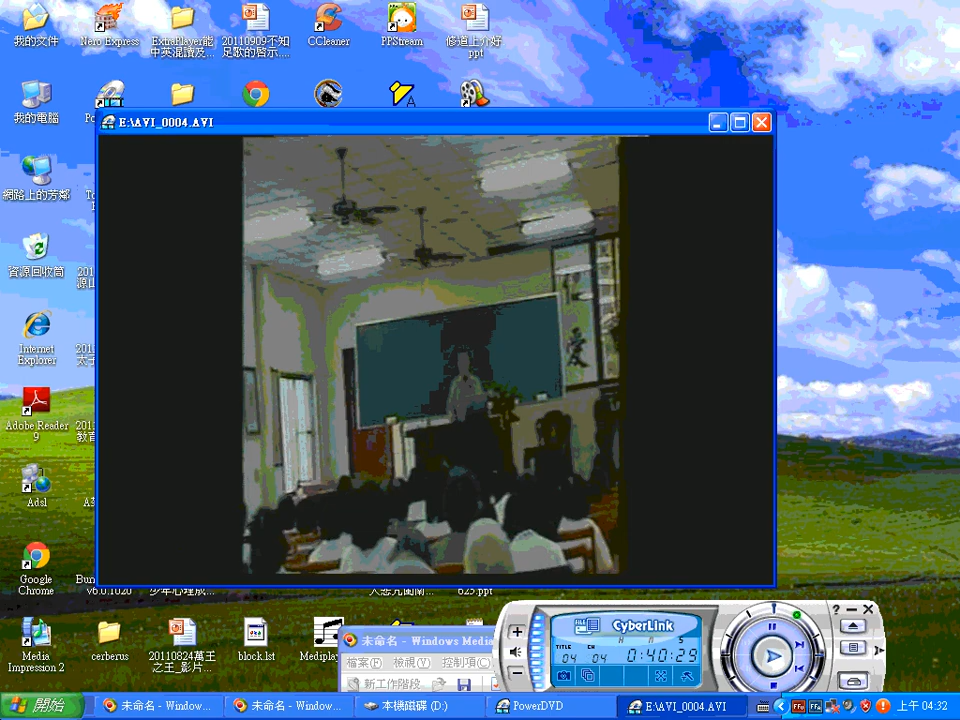 我的文件
Nero Express
ExtraPlayer能
中英混讀及...
20110909不知
足歌的啓示....
CCleaner
PPStream
修道上介好
ppt
我的電腦
網路上的芳鄰
資源回收筒
Internet
Explorer
Adobe Reader
9
Adsl
Google
Chrome
E:\AVI_0004.AVI
愛
v6.0.1020
625.ppt
Media
Impression 2
cerberus
20110824萬王
之王_影片...
block.lst
未命名 - Windows Media
檔案(F)
檢視(V)
控制項(C)
新工作階段
CyberLink
H M S
TITLE
CH
04
04
0:40:29
開始
未命名 - Window...
未命名 - Window...
本機磁碟 (D:)
PowerDVD
E:\AVI_0004.AVI
上午 04:32